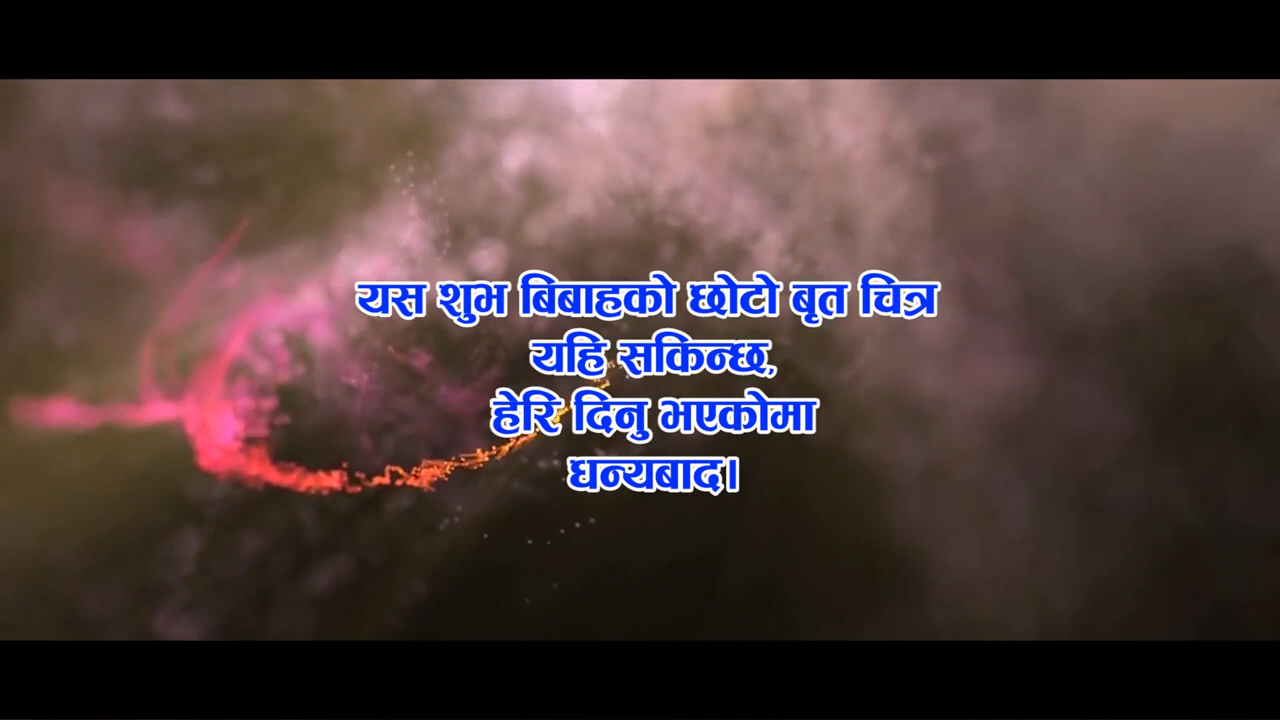 यस शुभ बिबाहको छोटो बृत चित्र
यहि सकिन्छ,
हेरि दिनु भएकोमा
धन्यबाद।